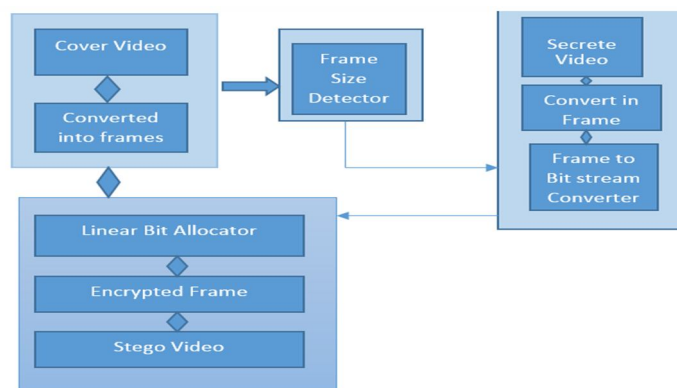 Cover Video
Converted
into frames
Frame
Size
Detector
Secrete
Video
Convert in
Frame
Frame to
Bit stream
Converter
Linear Bit Allocator
Encrypted Frame
Stego Video